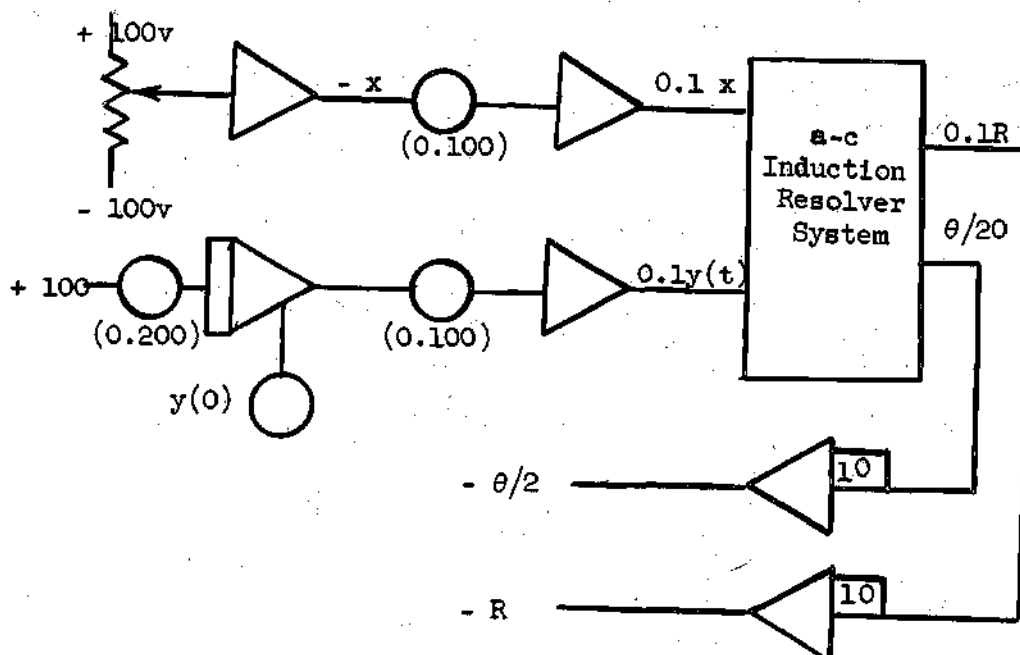 + 100v
- x
(0.100)
0.1 x
- 100v
a-c
Induction
Resolver
System
0.1R
θ/20
+ 100
(0.200)
(0.100)
0.1y(t)
y(0)
10
- θ/2
10
- R